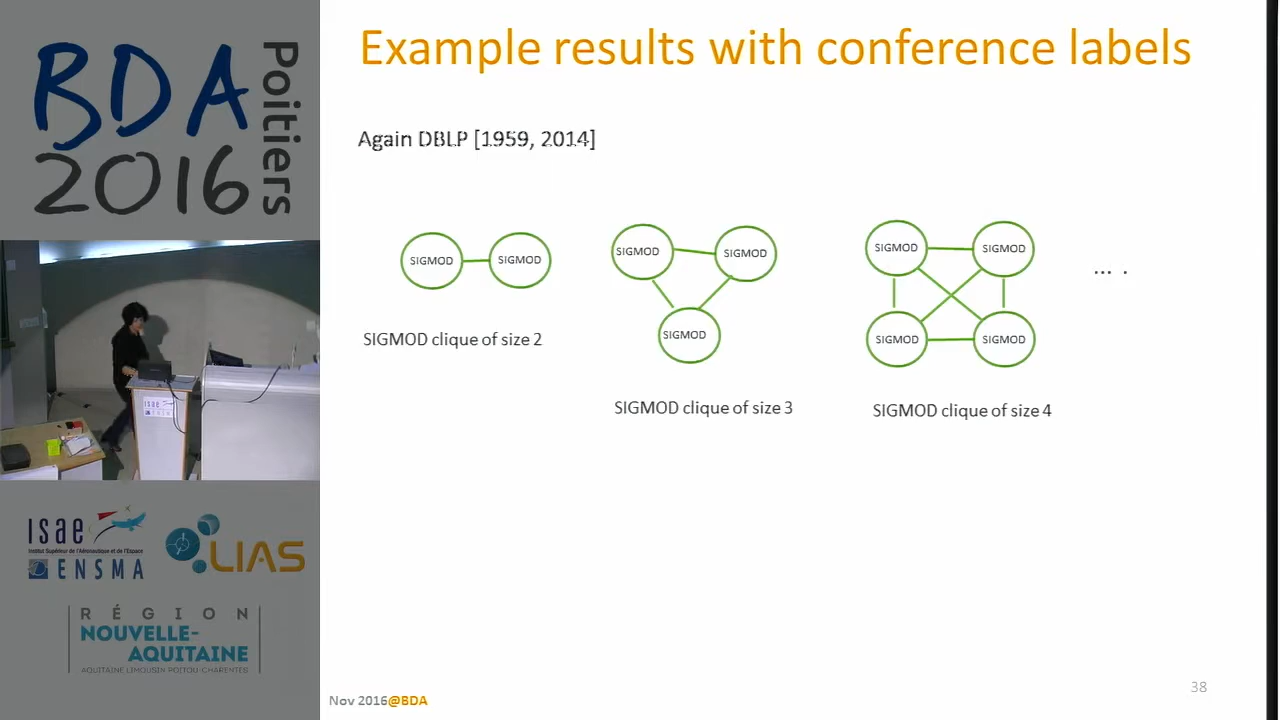 BDA
2016
Poitiers
isae
Institut Supérieur de l'Aéronautique et de l'Espace
ENSMA
LIAS
RÉGION
NOUVELLE-
AQUITAINE
AQUITAINE LIMOUSIN POITOU-CHARENTES
Example results with conference labels
Again DBLP [1959, 2014]
SIGMOD SIGMOD
SIGMOD clique of size 2
SIGMOD SIGMOD
SIGMOD
SIGMOD clique of size 3
SIGMOD SIGMOD
SIGMOD SIGMOD
SIGMOD clique of size 4
... .
Nov 2016@BDA
38
isae